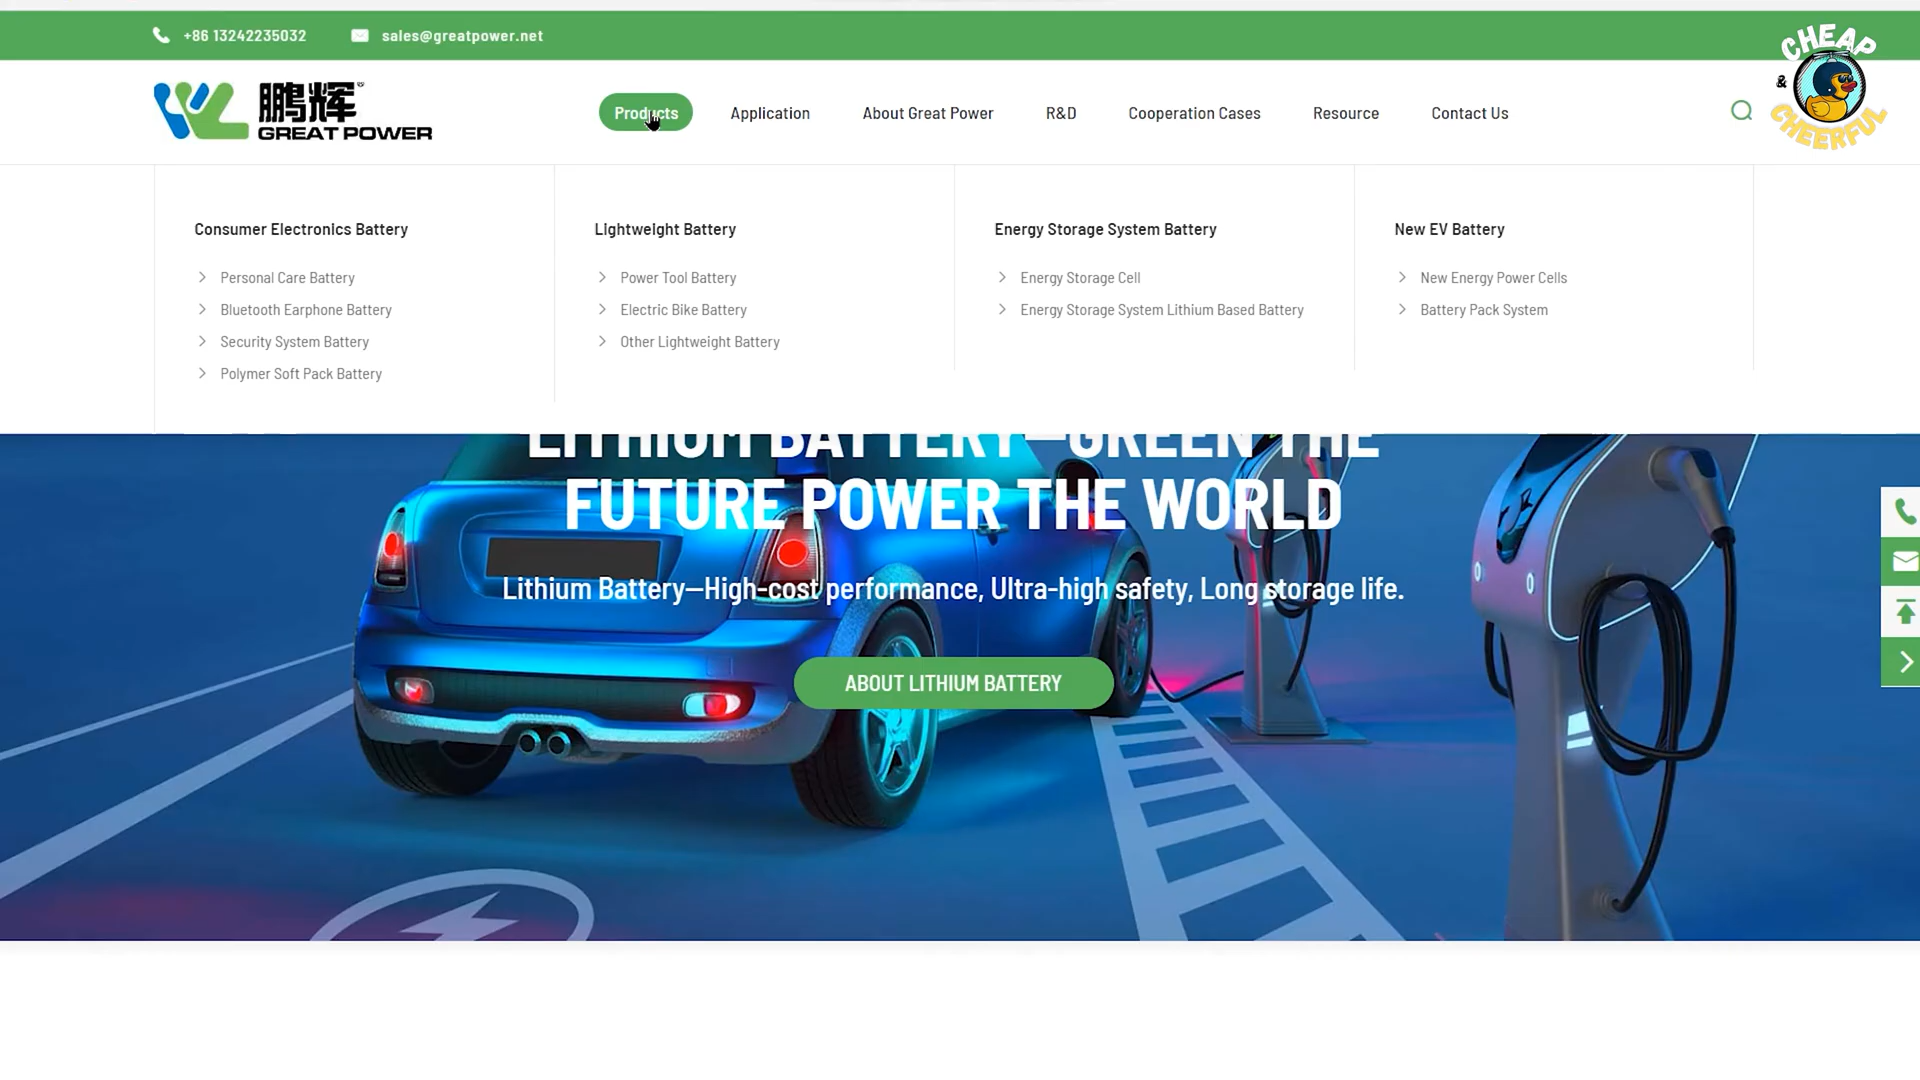 +86 13242235032
sales@greatpower.net
CHEAP
&
CHEERFUL
鹏辉®
GREAT POWER
Products
Application
About Great Power
R&D
Cooperation Cases
Resource
Contact Us
Consumer Electronics Battery
Personal Care Battery
Bluetooth Earphone Battery
Security System Battery
Polymer Soft Pack Battery
Lightweight Battery
Power Tool Battery
Electric Bike Battery
Other Lightweight Battery
Energy Storage System Battery
Energy Storage Cell
Energy Storage System Lithium Based Battery
New EV Battery
New Energy Power Cells
Battery Pack System
LITHIUM BATTERY—GREEN THE
FUTURE POWER THE WORLD
Lithium Battery—High-cost performance, Ultra-high safety, Long storage life.
ABOUT LITHIUM BATTERY